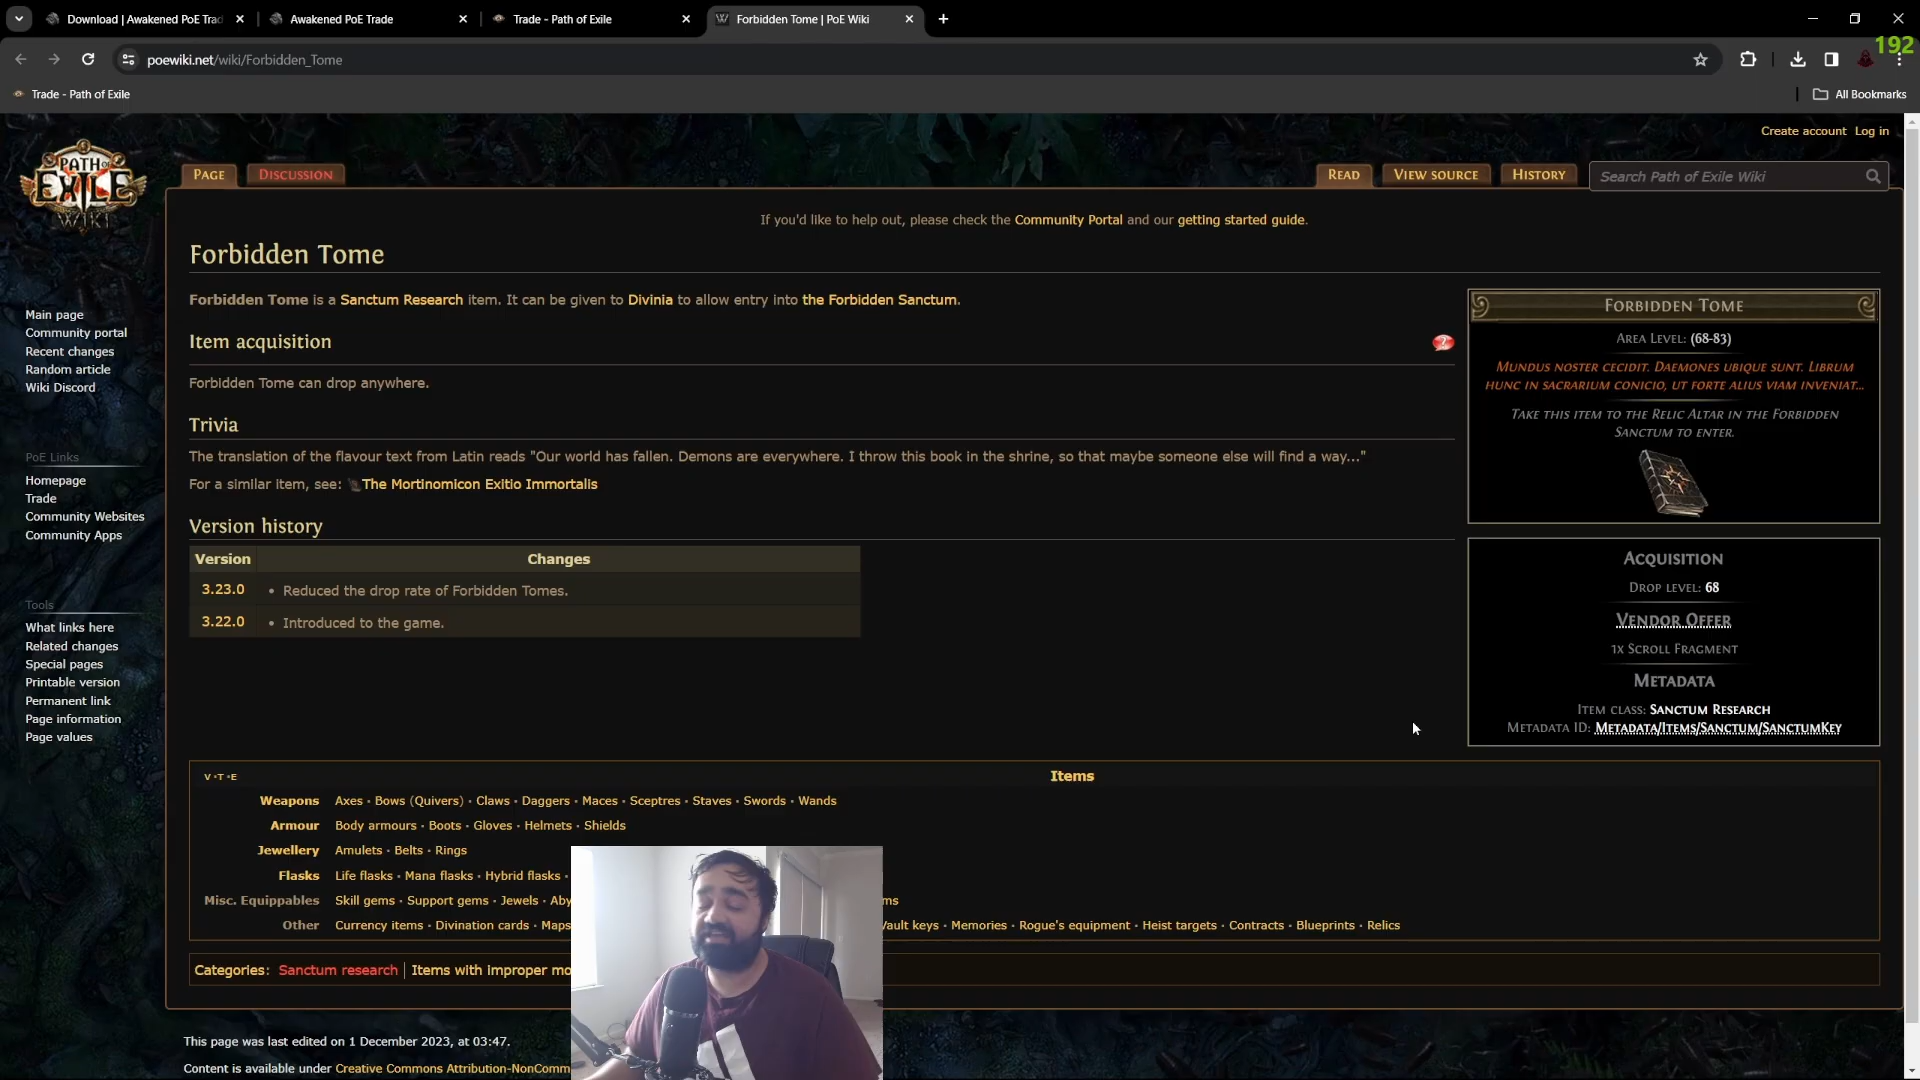 Download | Awakened PoE Trad
Awakened PoE Trade
Trade - Path of Exile
Forbidden Tome | PoE Wiki
192
poewiki.net/wiki/Forbidden_Tome
Trade - Path of Exile
All Bookmarks
Create account Log in
PATH OF EXILE WIKI
PAGE DISCUSSION READ VIEW SOURCE HISTORY Search Path of Exile Wiki
If you'd like to help out, please check the Community Portal and our getting started guide.
Forbidden Tome
Forbidden Tome is a Sanctum Research item. It can be given to Divinia to allow entry into the Forbidden Sanctum.
Item acquisition
2
Forbidden Tome can drop anywhere.
Trivia
The translation of the flavour text from Latin reads "Our world has fallen. Demons are everywhere. I throw this book in the shrine, so that maybe someone else will find a way..."
For a similar item, see: The Mortinomicon Exitio Immortalis
Version history
Version Changes
3.23.0 • Reduced the drop rate of Forbidden Tomes.
3.22.0 • Introduced to the game.
FORBIDDEN TOME
AREA LEVEL: (68-83)
MUNDUS NOSTER CECIDIT. DAEMONES UBIQUE SUNT. LIBRUM
HUNC IN SACRARIUM CONICIO, UT FORTE ALIUS VIAM INVENIAT...
TAKE THIS ITEM TO THE RELIC ALTAR IN THE FORBIDDEN
SANCTUM TO ENTER.
ACQUISITION
DROP LEVEL: 68
VENDOR OFFER
1X SCROLL FRAGMENT
METADATA
ITEM CLASS: SANCTUM RESEARCH
METADATA ID: METADATA/ITEMS/SANCTUM/SANCTUMKEY
Main page
Community portal
Recent changes
Random article
Wiki Discord
PoE Links
Homepage
Trade
Community Websites
Community Apps
Tools
What links here
Related changes
Special pages
Printable version
Permanent link
Page information
Page values
V · T · E Items
Weapons Axes · Bows (Quivers) · Claws · Daggers · Maces · Sceptres · Staves · Swords · Wands
Armour Body armours · Boots · Gloves · Helmets · Shields
Jewellery Amulets · Belts · Rings
Flasks Life flasks · Mana flasks · Hybrid flasks ·
Misc. Equippables Skill gems · Support gems · Jewels · Aby ms
Other Currency items · Divination cards · Maps Vault keys · Memories · Rogue's equipment · Heist targets · Contracts · Blueprints · Relics
Categories: Sanctum research | Items with improper mo
This page was last edited on 1 December 2023, at 03:47.
Content is available under Creative Commons Attribution-NonComm